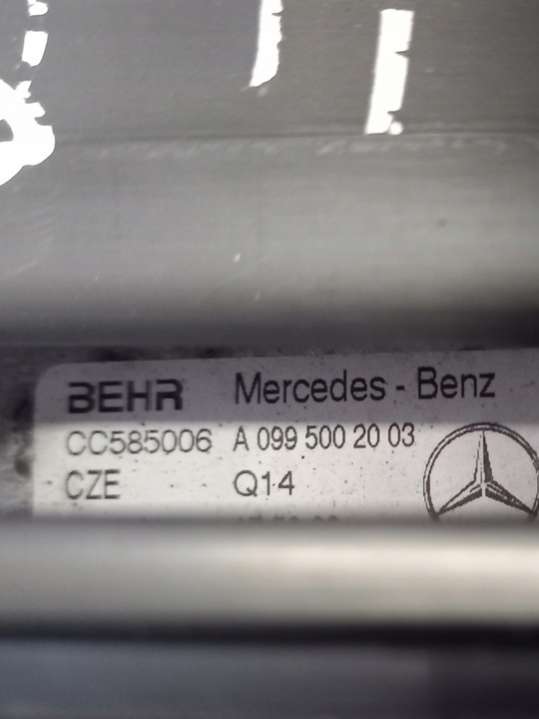 BEHR Mercedes - Benz
CC585006 A 099 500 20 03
CZE Q14